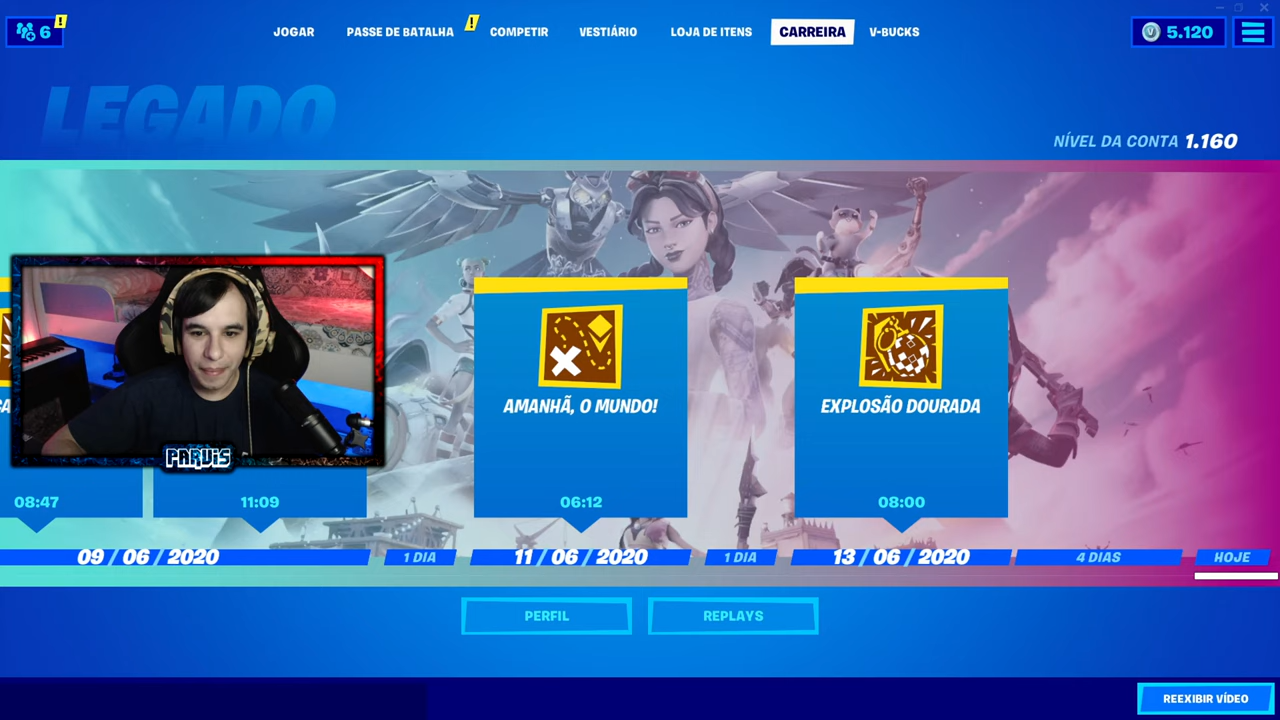 6
!
JOGAR
PASSE DE BATALHA
!
COMPETIR
VESTIÁRIO
LOJA DE ITENS
CARREIRA
V-BUCKS
5.120
LEGADO
NÍVEL DA CONTA 1.160
AMANHÃ, O MUNDO!
EXPLOSÃO DOURADA
PARVIS
08:47
11:09
06:12
08:00
09 / 06 / 2020
1 DIA
11 / 06 / 2020
1 DIA
13 / 06 / 2020
4 DIAS
HOJE
PERFIL
REPLAYS
REEXIBIR VÍDEO